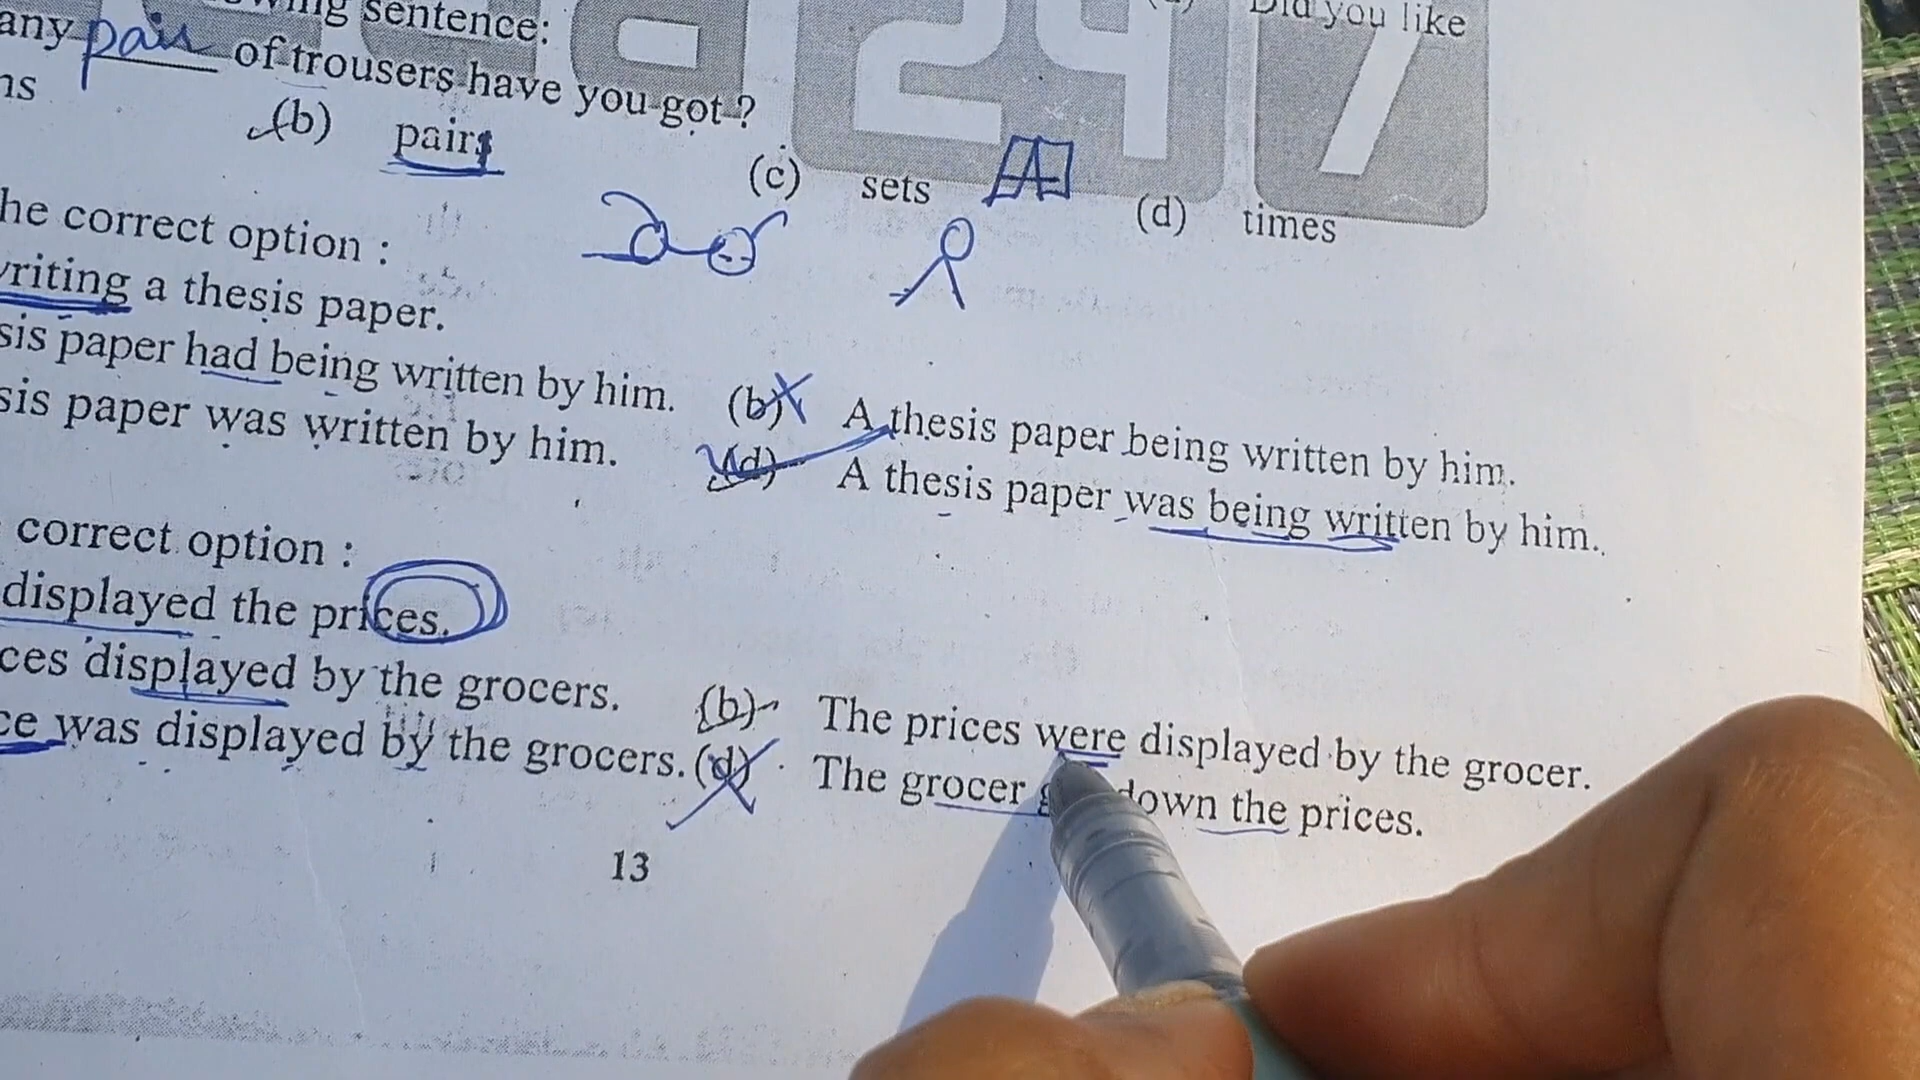 sentence:
Did you like
any pair of trousers have you got ?
(b) pairs
(c) sets
(d) times
he correct option :
writing a thesis paper.
sis paper had being written by him.
(b) A thesis paper being written by him.
sis paper was written by him.
(d) A thesis paper was being written by him.
correct option :
displayed the prices.
ces displayed by the grocers.
(b) The prices were displayed by the grocer.
ce was displayed by the grocers.
(d) The grocer down the prices.
13
24 7